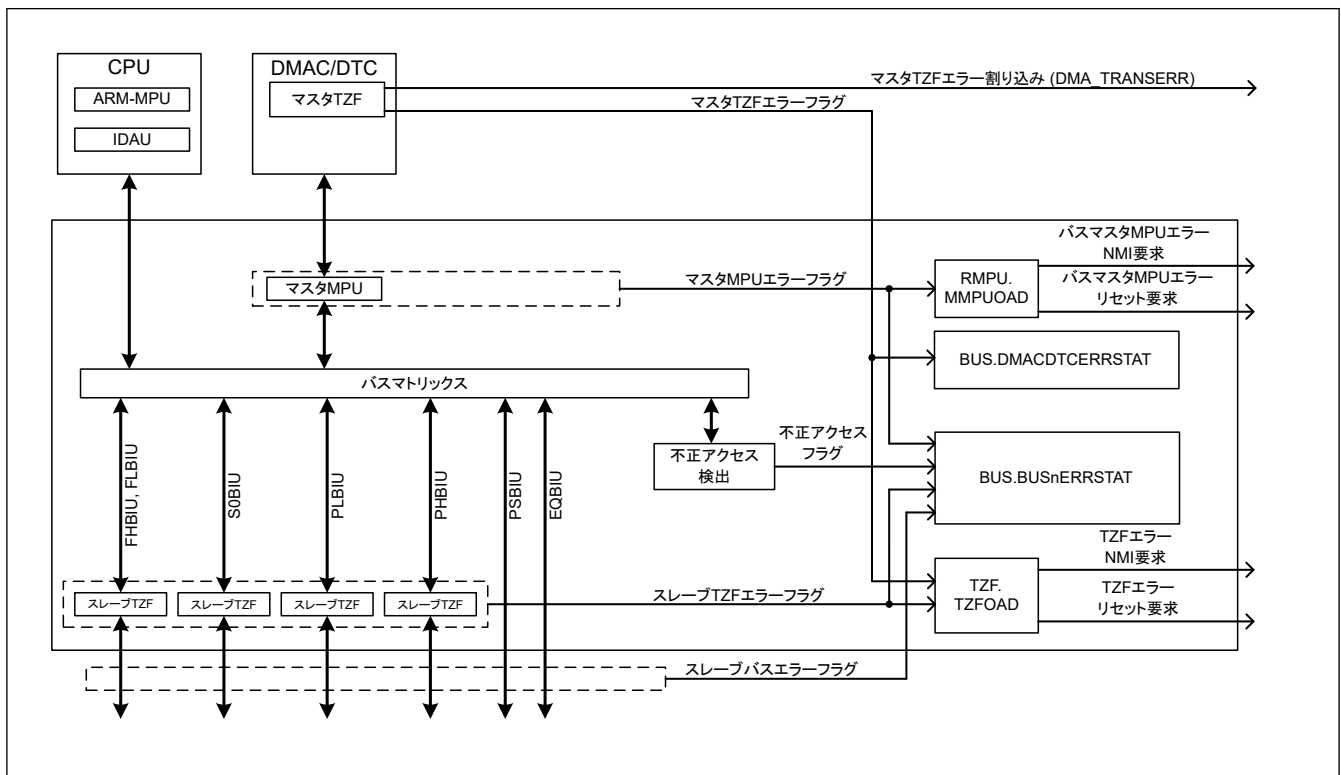 CPU
ARM-MPU
IDAU
DMAC/DTC
マスタTZF
マスタTZFエラー割り込み (DMA_TRANSERR)
マスタTZFエラーフラグ
マスタMPU
マスタMPUエラーフラグ
RMPU.
MMPUOAD
バスマスタMPUエラー
NMI要求
バスマスタMPUエラー
リセット要求
BUS.DMACDTCERRSTAT
バスマトリックス
FHBIU, FLBIU
S0BIU
PLBIU
PHBIU
PSBIU
EQBIU
不正アクセス
検出
不正アクセス
フラグ
BUS.BUSnERRSTAT
スレーブTZF
スレーブTZF
スレーブTZF
スレーブTZF
スレーブTZFエラーフラグ
TZF.
TZFOAD
TZFエラー
NMI要求
TZFエラー
リセット要求
スレーブバスエラーフラグ